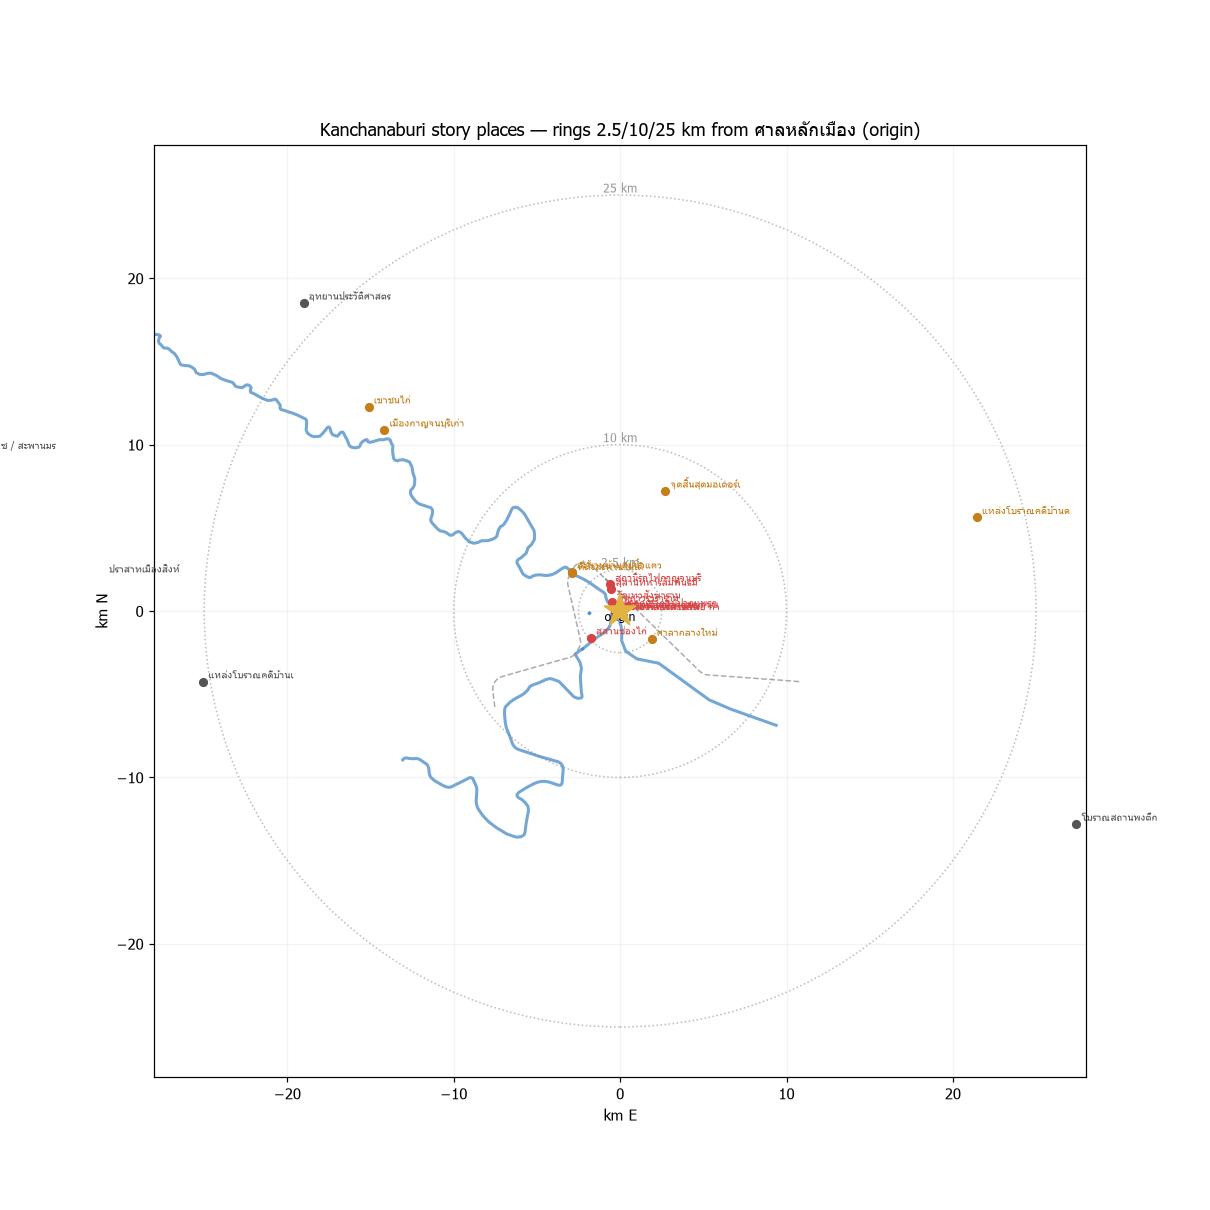 Kanchanaburi story places — rings 2.5/10/25 km from ศาลหลักเมือง (origin)
25 km
20
อุทยานประวัติศาสตร
เขาชนไก่
เมืองกาญจนบุรีเก่า
10 km
10
ช / สะพานมร
จุดสิ้นสุดมอเตอร์เ
แหล่งโบราณคดีบ้านด
ปราสาทเมืองสิงห์
สถานีรถไฟกาญจนบุรี
0
origin
สุสานช่องไก่
ศาลากลางใหม่
แหล่งโบราณคดีบ้านเ
km N
−10
โบราณสถานพงตึก
−20
−20
−10
0
10
20
km E